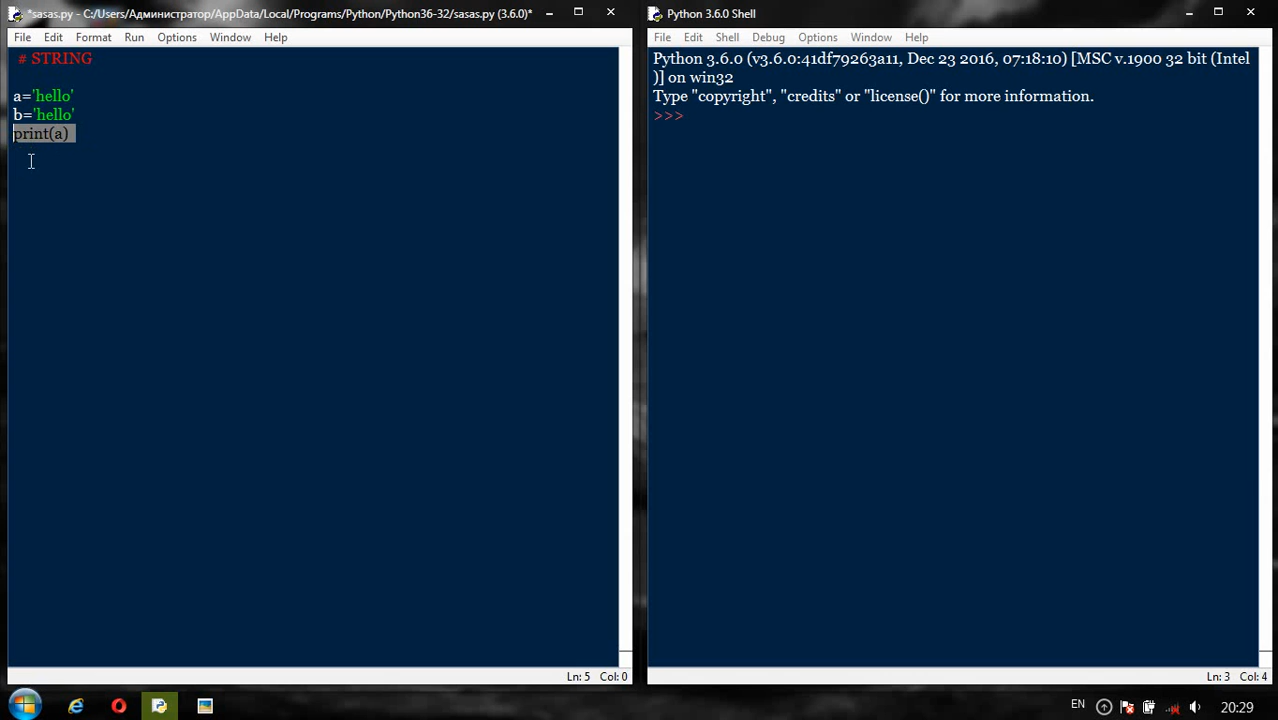 *sasas.py - C:/Users/Администратор/AppData/Local/Programs/Python/Python36-32/sasas.py (3.6.0)*
File Edit Format Run Options Window Help
# STRING
a='hello'
b='hello'
print(a)
Ln: 5 Col: 0
Python 3.6.0 Shell
File Edit Shell Debug Options Window Help
Python 3.6.0 (v3.6.0:41df79263a11, Dec 23 2016, 07:18:10) [MSC v.1900 32 bit (Intel
)] on win32
Type "copyright", "credits" or "license()" for more information.
>>>
Ln: 3 Col: 4
EN 20:29